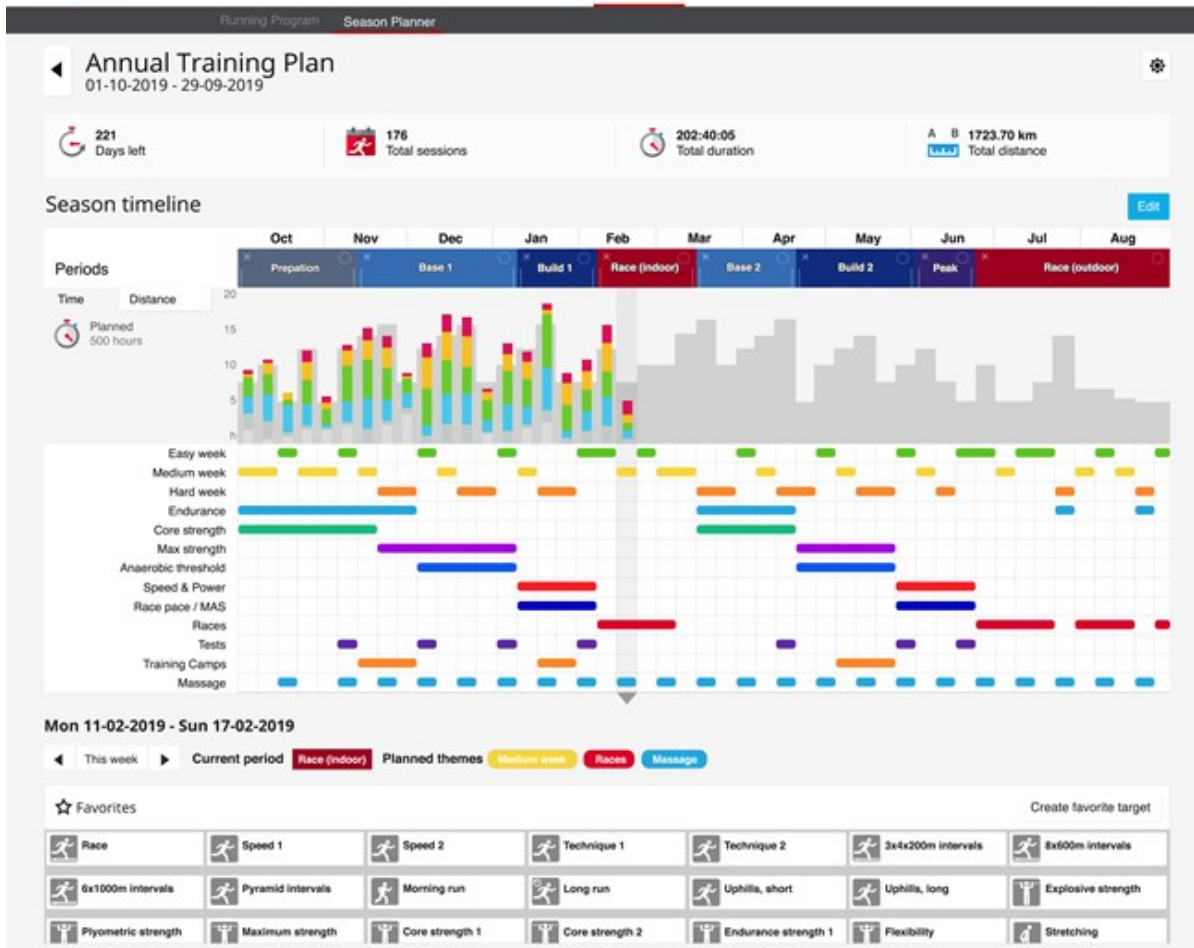 Running Program Season Planner
Annual Training Plan
01-10-2019 - 29-09-2019
221
Days left
176
Total sessions
202:40:05
Total duration
A B
1723.70 km
Total distance
Season timeline
Edit
Oct Nov Dec Jan Feb Mar Apr May Jun Jul Aug
Periods
Prepation Base 1 Build 1 Race (indoor) Base 2 Build 2 Peak Race (outdoor)
Time Distance
Planned
500 hours
20
15
10
5
h
Easy week
Medium week
Hard week
Endurance
Core strength
Max strength
Anaerobic threshold
Speed & Power
Race pace / MAS
Races
Tests
Training Camps
Massage
Mon 11-02-2019 - Sun 17-02-2019
This week Current period Race (indoor) Planned themes Medium week Races Massage
Favorites Create favorite target
Race Speed 1 Speed 2 Technique 1 Technique 2 3x4x200m intervals 8x600m intervals
6x1000m intervals Pyramid intervals Morning run Long run Uphills, short Uphills, long Explosive strength
Plyometric strength Maximum strength Core strength 1 Core strength 2 Endurance strength 1 Flexibility Stretching